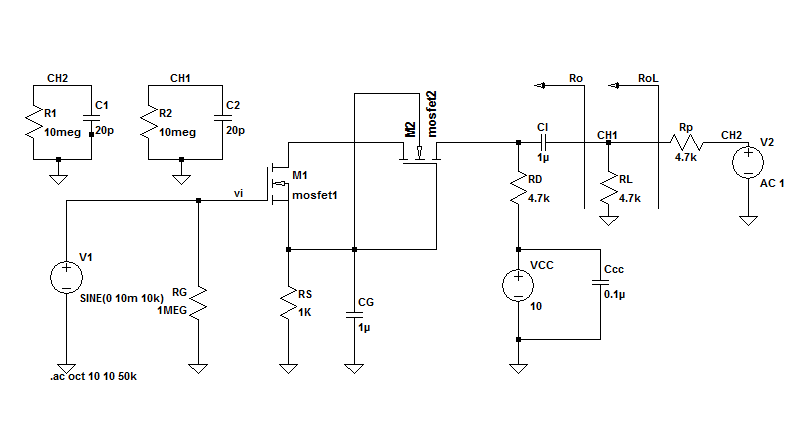 CH2
CH1
R1
10meg
C1
20p
R2
10meg
C2
20p
M2
mosfet2
Ro
RoL
CI
1µ
CH1
Rp
4.7k
CH2
V2
AC 1
M1
mosfet1
vi
RD
4.7k
RL
4.7k
V1
SINE(0 10m 10k)
RG
1MEG
RS
1K
CG
1µ
VCC
10
Ccc
0.1µ
.ac oct 10 10 50k